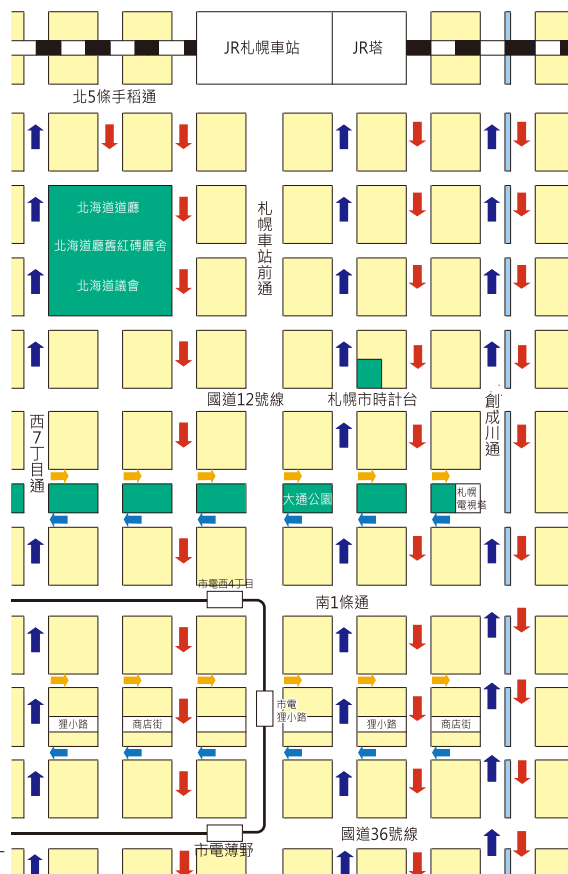 JR札幌車站
JR塔
北5條手稻通
北海道道廳
北海道廳舊紅磚廳舍
北海道議會
札幌車站前通
國道12號線
札幌市時計台
創成川通
西7丁目通
大通公園
札幌
電視塔
市電西4丁目
南1條通
市電
狸小路
狸小路
商店街
狸小路
商店街
國道36號線
市電薄野